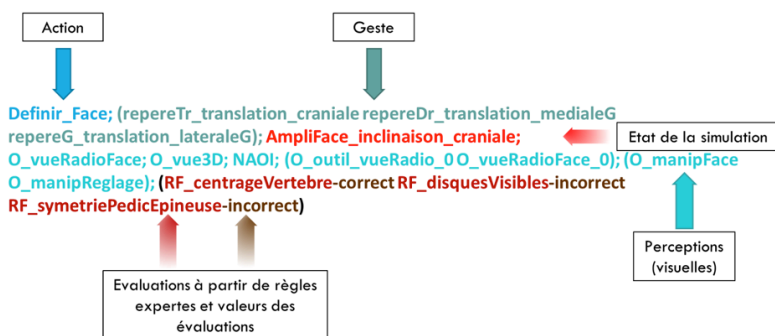 Action
Geste
Definir_Face; (repereTr_translation_craniale repereDr_translation_medialeG
repereG_translation_lateraleG); AmpliFace_inclinaison_craniale;
Etat de la simulation
O_vueRadioFace; O_vue3D; NAOI; (O_outil_vueRadio_0 O_vueRadioFace_0); (O_manipFace
O_manipReglage); (RF_centrageVertebre-correct RF_disquesVisibles-incorrect
RF_symetriePedicEpineuse-incorrect)
Perceptions
(visuelles)
Evaluations à partir de règles
expertes et valeurs des
évaluations